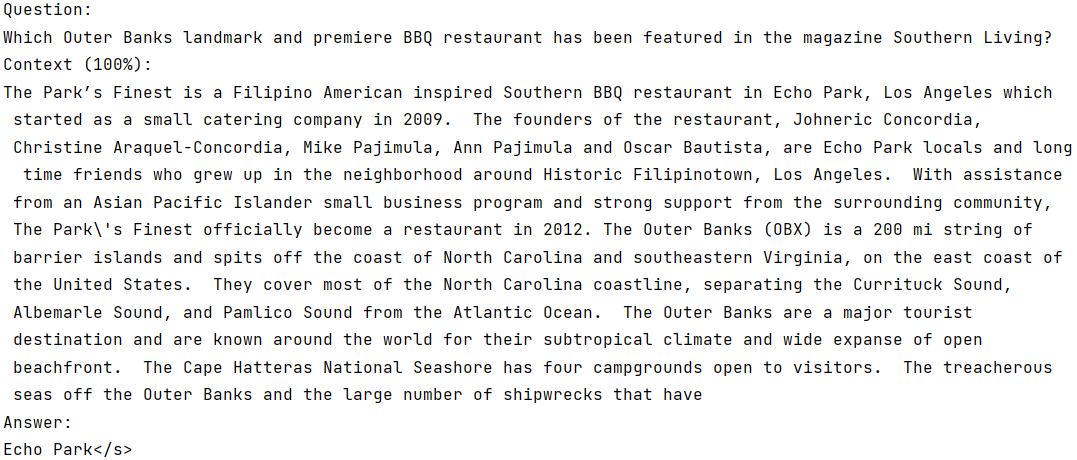 Question:
Which Outer Banks landmark and premiere BBQ restaurant has been featured in the magazine Southern Living?
Context (100%):
The Park’s Finest is a Filipino American inspired Southern BBQ restaurant in Echo Park, Los Angeles which
started as a small catering company in 2009.  The founders of the restaurant, Johneric Concordia,
Christine Araquel-Concordia, Mike Pajimula, Ann Pajimula and Oscar Bautista, are Echo Park locals and long
time friends who grew up in the neighborhood around Historic Filipinotown, Los Angeles.  With assistance
from an Asian Pacific Islander small business program and strong support from the surrounding community,
The Park\'s Finest officially become a restaurant in 2012. The Outer Banks (OBX) is a 200 mi string of
barrier islands and spits off the coast of North Carolina and southeastern Virginia, on the east coast of
the United States.  They cover most of the North Carolina coastline, separating the Currituck Sound,
Albemarle Sound, and Pamlico Sound from the Atlantic Ocean.  The Outer Banks are a major tourist
destination and are known around the world for their subtropical climate and wide expanse of open
beachfront.  The Cape Hatteras National Seashore has four campgrounds open to visitors.  The treacherous
seas off the Outer Banks and the large number of shipwrecks that have
Answer:
Echo Park</s>